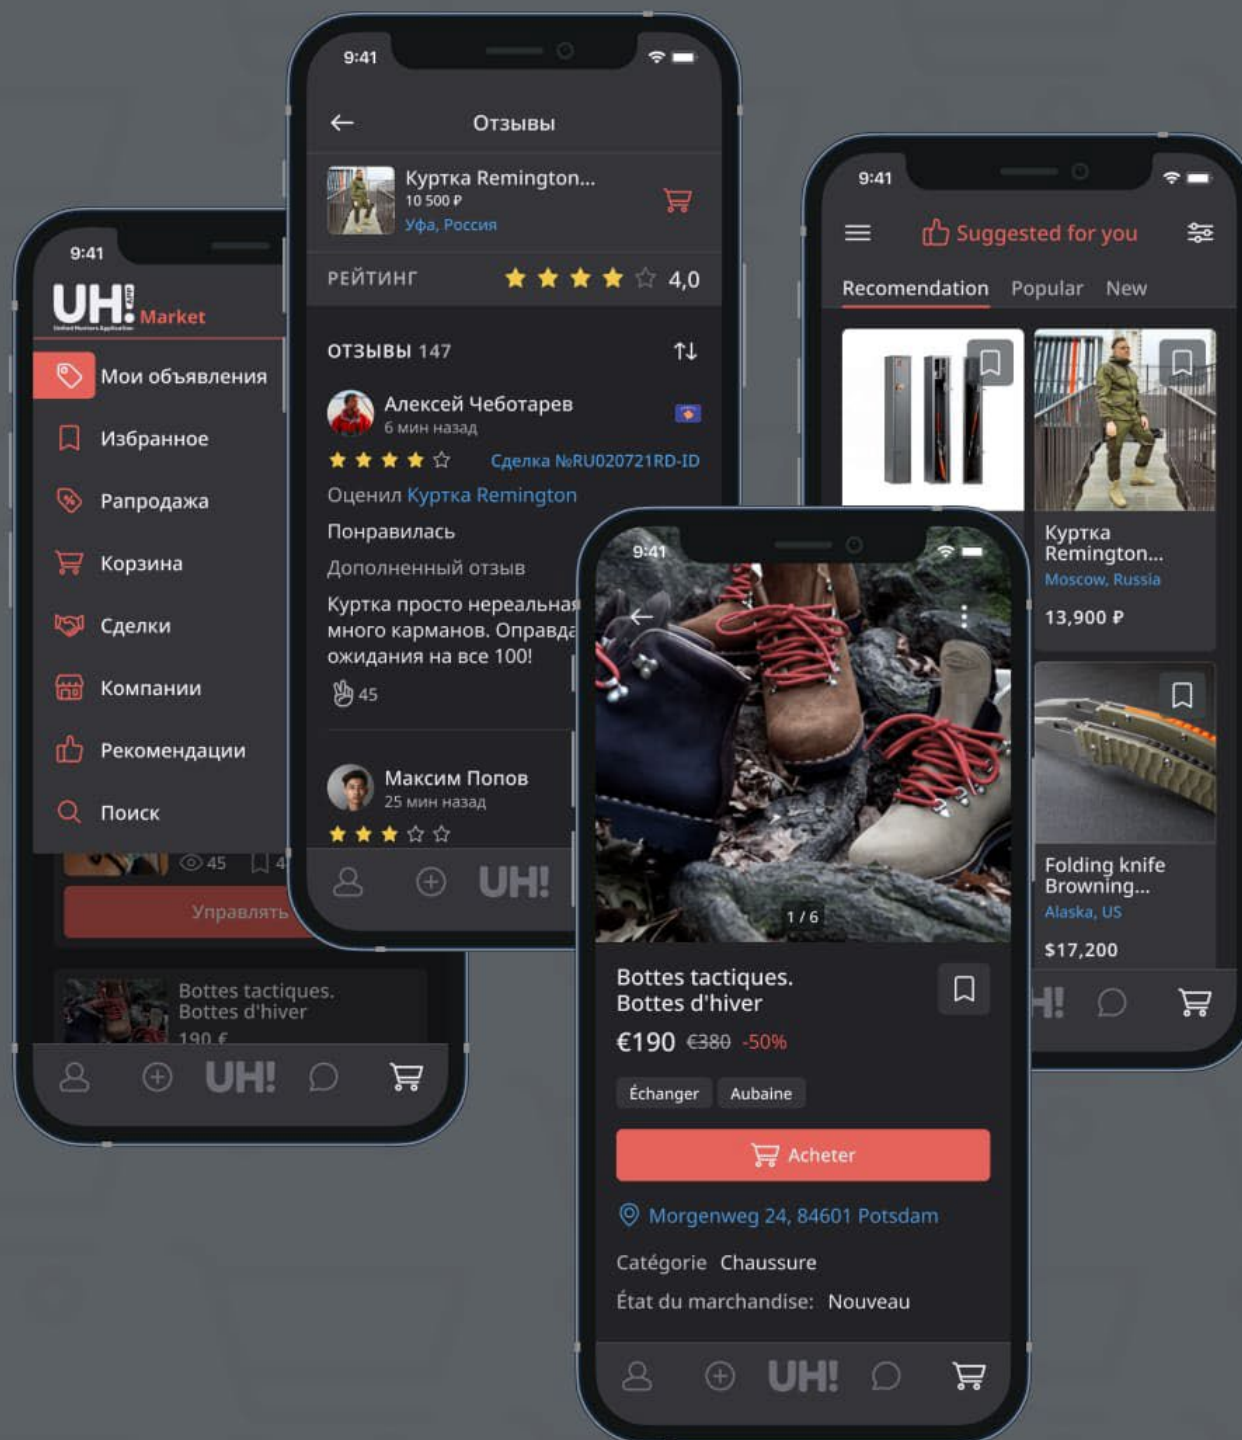 9:41
UH!
APP
United Hunters Application
Market
Мои объявления
Избранное
Рапродажа
Корзина
Сделки
Компании
Рекомендации
Поиск
45
4
Управлять
Bottes tactiques.
Bottes d'hiver
190 €
UH!
9:41
Отзывы
Куртка Remington...
10 500 ₽
Уфа, Россия
РЕЙТИНГ
4,0
ОТЗЫВЫ 147
Алексей Чеботарев
6 мин назад
Сделка №RU020721RD-ID
Оценил Куртка Remington
Понравилась
Дополненный отзыв
Куртка просто нереальная
много карманов. Оправда
ожидания на все 100!
45
Максим Попов
25 мин назад
UH!
9:41
1 / 6
Bottes tactiques.
Bottes d'hiver
€190 €380 -50%
Échanger Aubaine
Acheter
Morgenweg 24, 84601 Potsdam
Catégorie Chaussure
État du marchandise: Nouveau
UH!
9:41
Suggested for you
Recomendation Popular New
Куртка
Remington...
Moscow, Russia
13,900 ₽
Folding knife
Browning...
Alaska, US
$17,200
H!